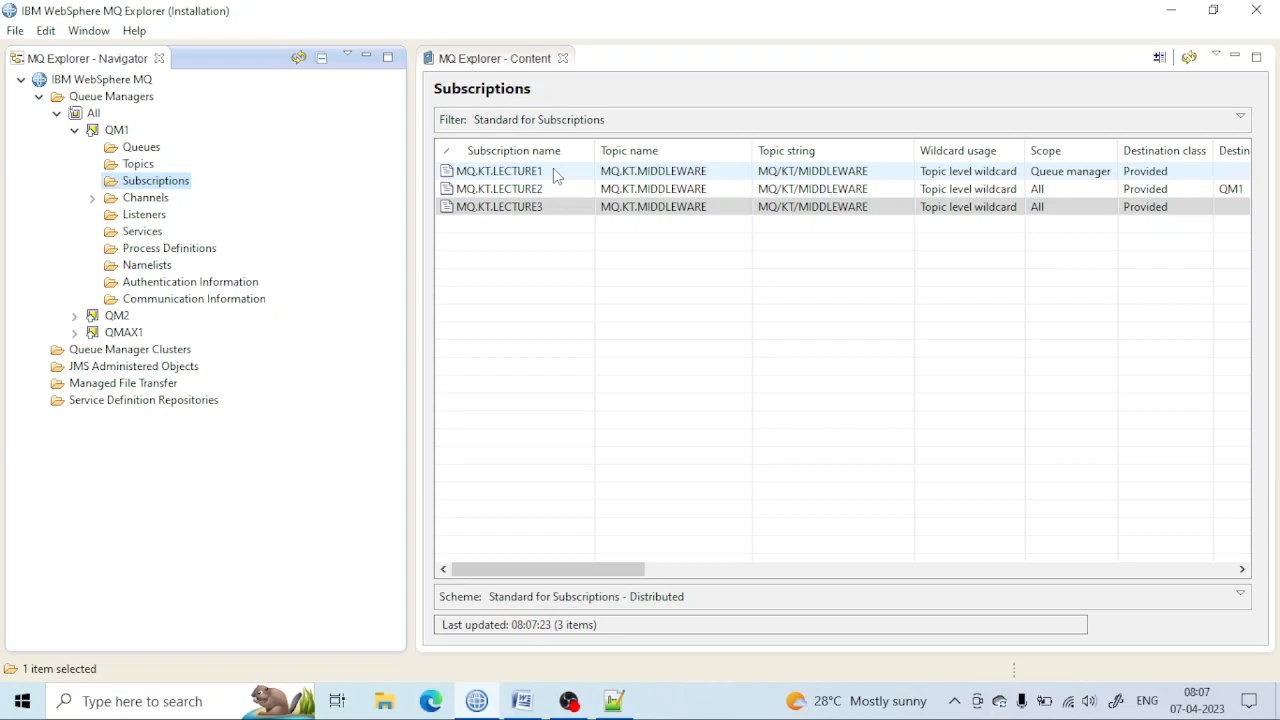 IBM WebSphere MQ Explorer (Installation)
File Edit Window Help
MQ Explorer - Navigator
IBM WebSphere MQ
Queue Managers
All
QM1
Queues
Topics
Subscriptions
Channels
Listeners
Services
Process Definitions
Namelists
Authentication Information
Communication Information
QM2
QMAX1
Queue Manager Clusters
JMS Administered Objects
Managed File Transfer
Service Definition Repositories
MQ Explorer - Content
Subscriptions
Filter: Standard for Subscriptions
Subscription name Topic name Topic string Wildcard usage Scope Destination class Destin
MQ.KT.LECTURE1 MQ.KT.MIDDLEWARE MQ/KT/MIDDLEWARE Topic level wildcard Queue manager Provided
MQ.KT.LECTURE2 MQ.KT.MIDDLEWARE MQ/KT/MIDDLEWARE Topic level wildcard All Provided QM1
MQ.KT.LECTURE3 MQ.KT.MIDDLEWARE MQ/KT/MIDDLEWARE Topic level wildcard All Provided
Scheme: Standard for Subscriptions - Distributed
Last updated: 08:07:23 (3 items)
1 item selected
Type here to search
28°C Mostly sunny
ENG
08:07
07-04-2023